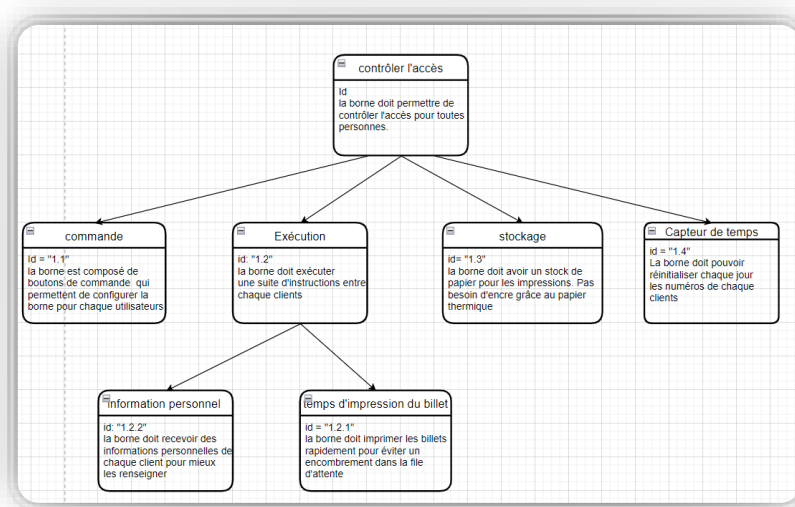 contrôler l'accès
Id
la borne doit permettre de
contrôler l'accès pour toutes
personnes.
commande
Id = "1.1"
la borne est composé de
boutons de commande qui
permettent de configurer la
borne pour chaque utilisateurs
Exécution
id: "1.2"
la borne doit exécuter
une suite d'instructions entre
chaque clients
stockage
id= "1.3"
la borne doit avoir un stock de
papier pour les impressions. Pas
besoin d'encre grâce au papier
thermique
Capteur de temps
id = "1.4"
La borne doit pouvoir
réinitialiser chaque jour
les numéros de chaque
clients
information personnel
id: "1.2.2"
la borne doit recevoir des
informations personnelles de
chaque client pour mieux
les renseigner
temps d'impression du billet
id = "1.2.1"
la borne doit imprimer les billets
rapidement pour éviter un
encombrement dans la file
d'attente